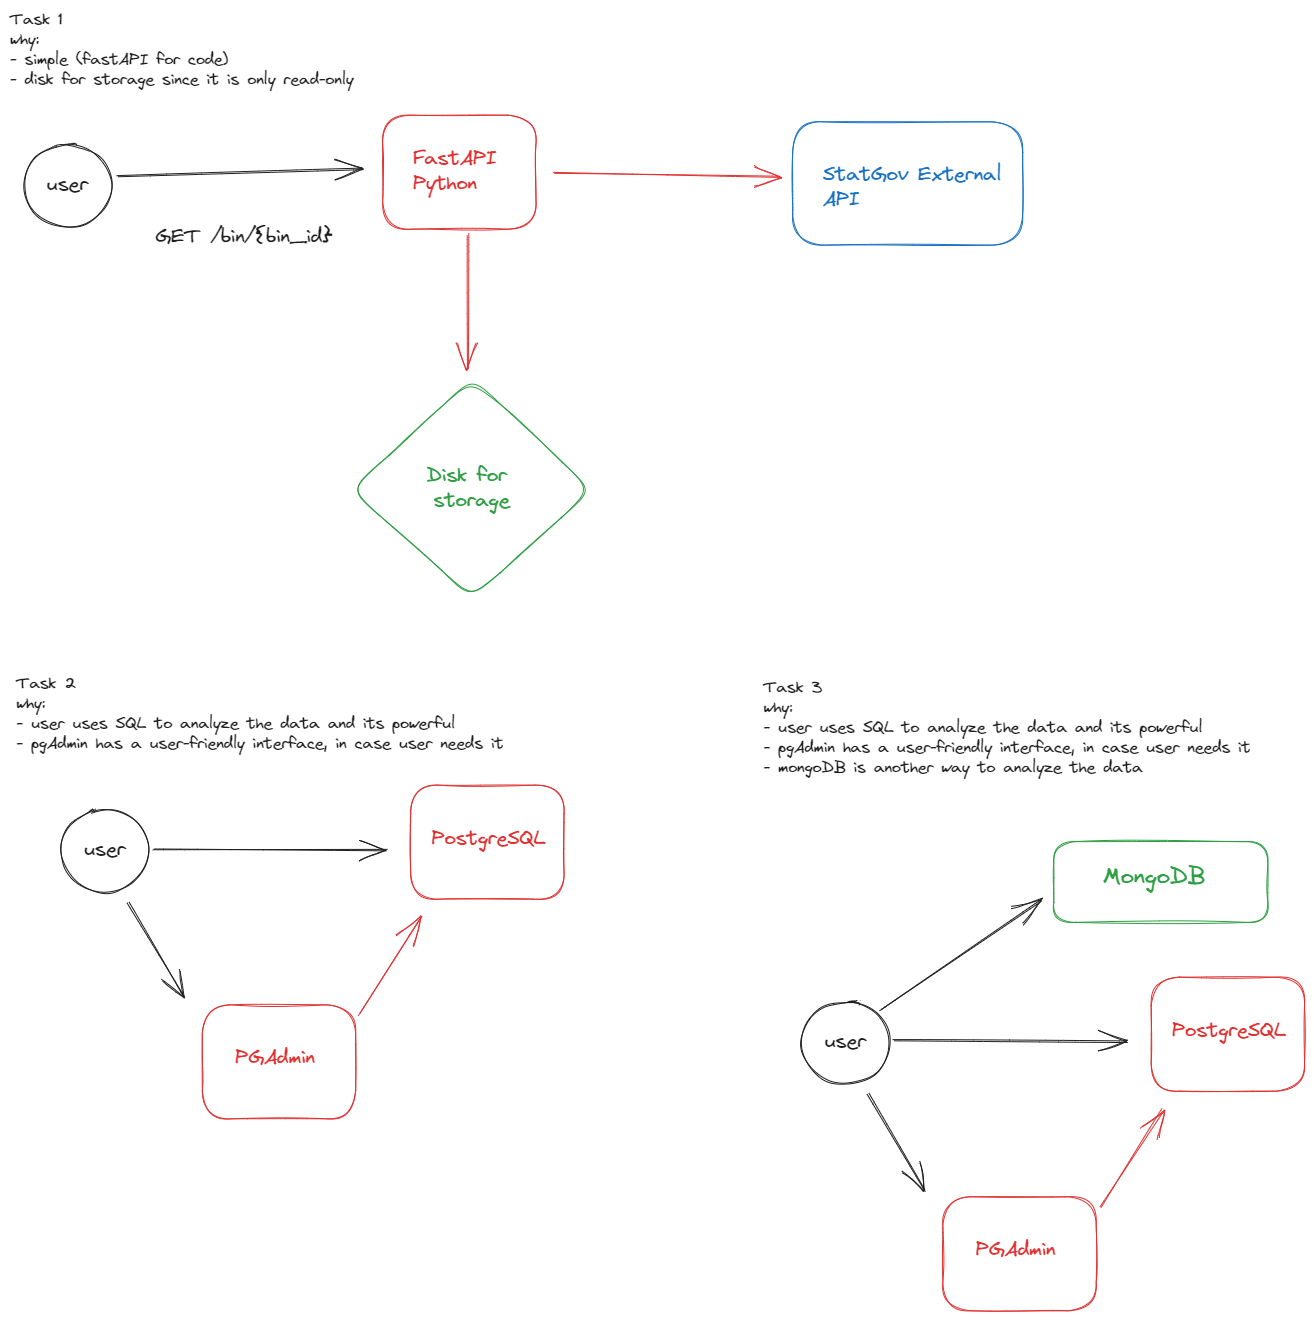 Task 1
why:
- simple (fastAPI for code)
- disk for storage since it is only read-only
user
FastAPI
Python
StatGov External
API
GET /bin/{bin_id}
Disk for
storage
Task 2
why:
- user uses SQL to analyze the data and its powerful
- pgAdmin has a user-friendly interface, in case user needs it
user
PostgreSQL
PGAdmin
Task 3
why:
- user uses SQL to analyze the data and its powerful
- pgAdmin has a user-friendly interface, in case user needs it
- mongoDB is another way to analyze the data
MongoDB
user
PostgreSQL
PGAdmin